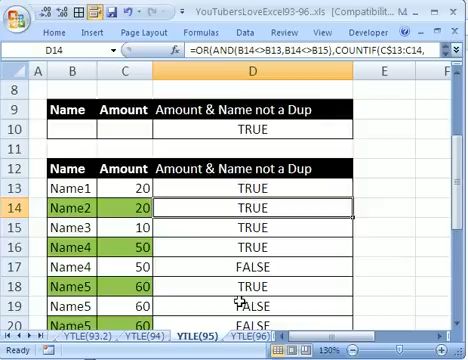 YouTubersLoveExcel93-96...xls [Compatibility...
Home Insert Page Layout Formulas
D14 fx =OR(AND(B14<>B13,B14<>B15),COUNTIF(C$13:C14,
A B C D E F
8
9 Name Amount Amount & Name not a Dup
10 TRUE
11
12 Name Amount Amount & Name not a Dup
13 Name1 20 TRUE
14 Name2 20 TRUE
15 Name3 10 TRUE
16 Name4 50 TRUE
17 Name4 50 FALSE
18 Name5 60 TRUE
19 Name5 60 FALSE
20 Name5 60 FALSE
YTLE(93.2) YTLE(94) YTLE(95) YTLE(96)
Ready 130%